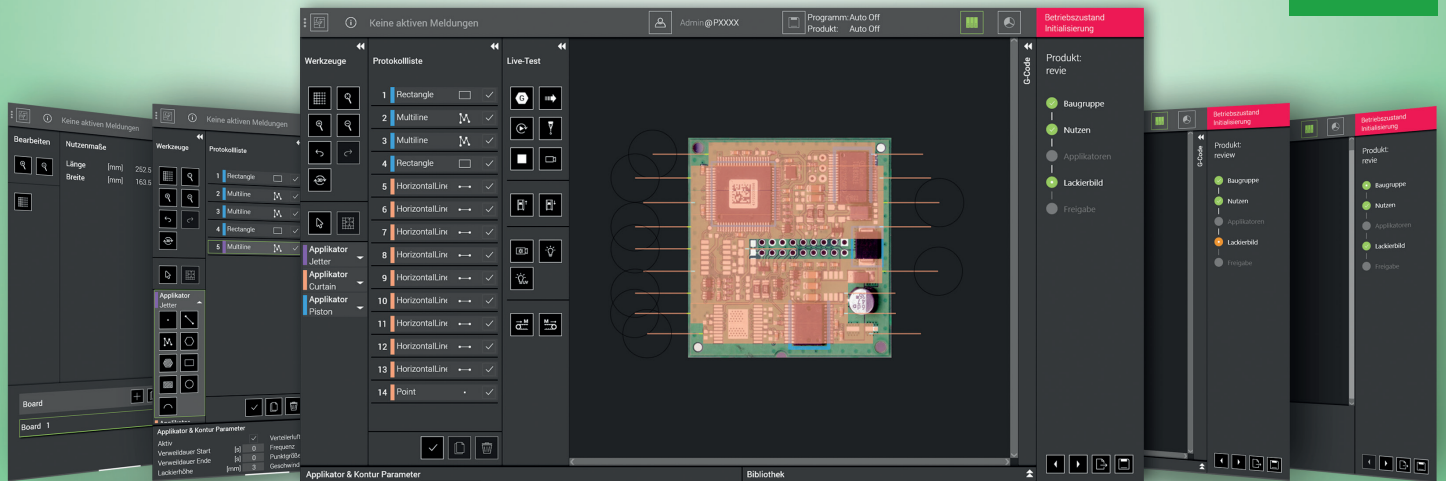 Keine aktiven Meldungen
Admin@PXXXX
Programm: Auto Off
Produkt: Auto Off
Betriebszustand
Initialisierung
Werkzeuge
Protokollliste
Live-Test
G-Code
Produkt:
revie
1 Rectangle
2 Multiline
3 Multiline
4 Rectangle
5 HorizontalLine
6 HorizontalLine
7 HorizontalLine
8 HorizontalLine
9 HorizontalLine
10 HorizontalLine
11 HorizontalLine
12 HorizontalLine
13 HorizontalLine
14 Point
Applikator
Jetter
Applikator
Curtain
Applikator
Piston
Baugruppe
Nutzen
Applikatoren
Lackierbild
Freigabe
Applikator & Kontur Parameter
Bibliothek
Keine aktiven Meldungen
Bearbeiten
Nutzenmaße
Länge [mm] 252.5
Breite [mm] 163.5
Board
Board 1
Keine aktiven Meldungen
Werkzeuge
Protokollliste
1 Rectangle
2 Multiline
3 Multiline
4 Rectangle
5 Multiline
Applikator
Jetter
Applikator & Kontur Parameter
Aktiv
Verweildauer Start [s] 0
Verweildauer Ende [s] 0
Lackierhöhe [mm] 3
Verteilerluft
Frequenz
Punktgröße
Geschwind
Betriebszustand
Initialisierung
G-Code
Produkt:
review
Baugruppe
Nutzen
Applikatoren
Lackierbild
Freigabe
Betriebszustand
Initialisierung
Produkt:
revie
Baugruppe
Nutzen
Applikatoren
Lackierbild
Freigabe